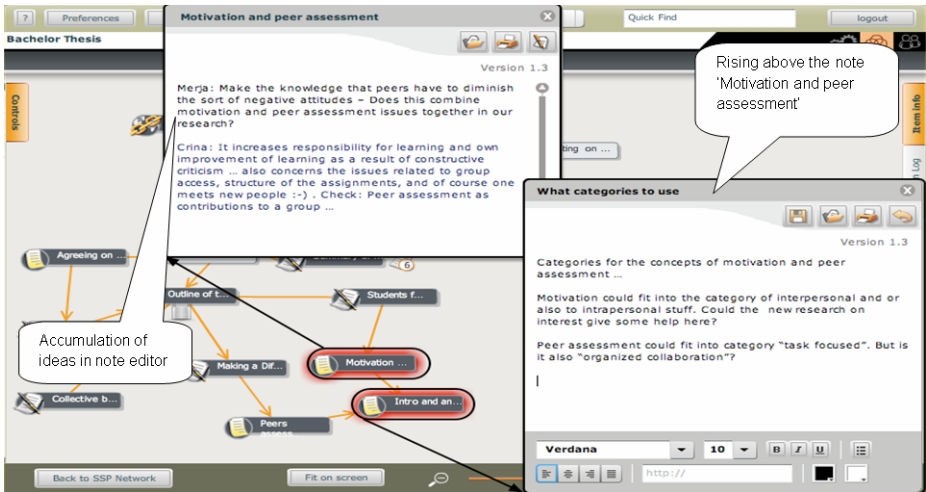 ?
Preferences
Quick Find
logout
Bachelor Thesis
Motivation and peer assessment
Version 1.3
Merja: Make the knowledge that peers have to diminish
the sort of negative attitudes – Does this combine
motivation and peer assessment issues together in our
research?
Crina: It increases responsibility for learning and own
improvement of learning as a result of constructive
criticism ... also concerns the issues related to group
access, structure of the assignments, and of course one
meets new people :-) . Check: Peer assessment as
contributions to a group ...
Rising above the note
‘Motivation and peer
assessment’
Controls
Item info
Log
ting on ...
What categories to use
Version 1.3
Categories for the concepts of motivation and peer
assessment ...
Motivation could fit into the category of interpersonal and or
also to intrapersonal stuff. Could the new research on
interest give some help here?
Peer assessment could fit into category “task focused”. But is
it also “organized collaboration”?
Agreeing on ...
6
Outline of t...
Students f...
Accumulation of
ideas in note editor
Making a Dif...
Motivation ...
Collective b...
Intro and an...
Peers
Verdana
10
B I U
http://
Back to SSP Network
Fit on screen